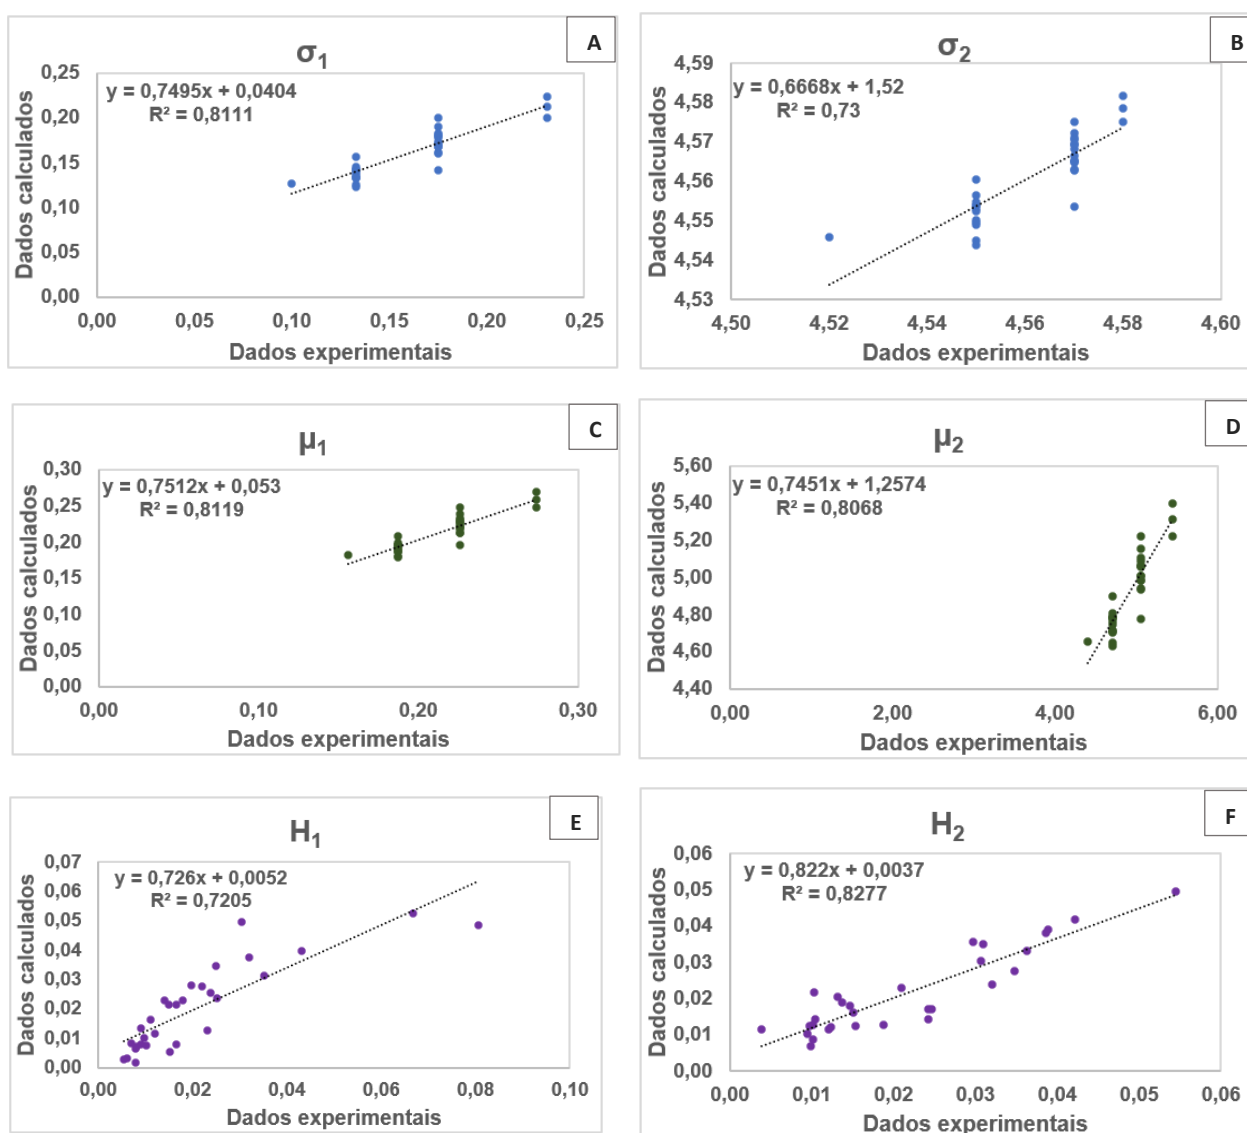 A
σ1
y = 0,7495x + 0,0404
R² = 0,8111
Dados calculados
0,25
0,20
0,15
0,10
0,05
0,00
0,00 0,05 0,10 0,15 0,20 0,25
Dados experimentais
B
σ2
y = 0,6668x + 1,52
R² = 0,73
Dados calculados
4,59
4,58
4,57
4,56
4,55
4,54
4,53
4,50 4,52 4,54 4,56 4,58 4,60
Dados experimentais
C
μ1
y = 0,7512x + 0,053
R² = 0,8119
Dados calculados
0,30
0,25
0,20
0,15
0,10
0,05
0,00
0,00 0,10 0,20 0,30
Dados experimentais
D
μ2
y = 0,7451x + 1,2574
R² = 0,8068
Dados calculados
5,60
5,40
5,20
5,00
4,80
4,60
4,40
0,00 2,00 4,00 6,00
Dados experimentais
E
H1
y = 0,726x + 0,0052
R² = 0,7205
Dados calculados
0,07
0,06
0,05
0,04
0,03
0,02
0,01
0,00
0,00 0,02 0,04 0,06 0,08 0,10
Dados experimentais
F
H2
y = 0,822x + 0,0037
R² = 0,8277
Dados calculados
0,06
0,05
0,04
0,03
0,02
0,01
0,00
0,00 0,01 0,02 0,03 0,04 0,05 0,06
Dados experimentais